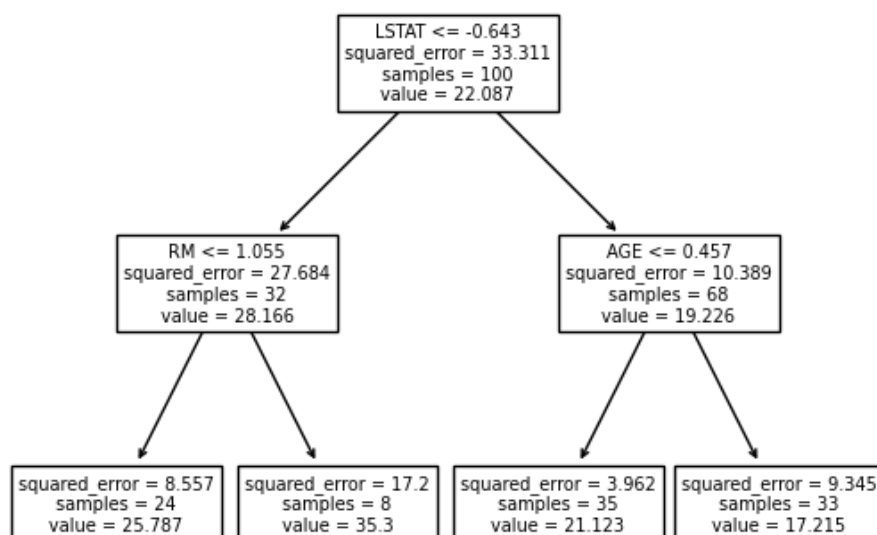 LSTAT <= -0.643
squared_error = 33.311
samples = 100
value = 22.087
RM <= 1.055
squared_error = 27.684
samples = 32
value = 28.166
AGE <= 0.457
squared_error = 10.389
samples = 68
value = 19.226
squared_error = 8.557
samples = 24
value = 25.787
squared_error = 17.2
samples = 8
value = 35.3
squared_error = 3.962
samples = 35
value = 21.123
squared_error = 9.345
samples = 33
value = 17.215